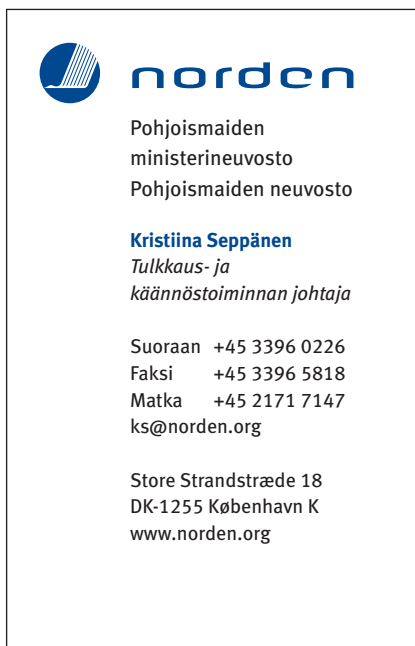 norden
Pohjoismaiden
ministerineuvosto
Pohjoismaiden neuvosto
Kristiina Seppänen
Tulkkaus- ja
käännöstoiminnan johtaja
Suoraan +45 3396 0226
Faksi +45 3396 5818
Matka +45 2171 7147
ks@norden.org
Store Strandstræde 18
DK-1255 København K
www.norden.org